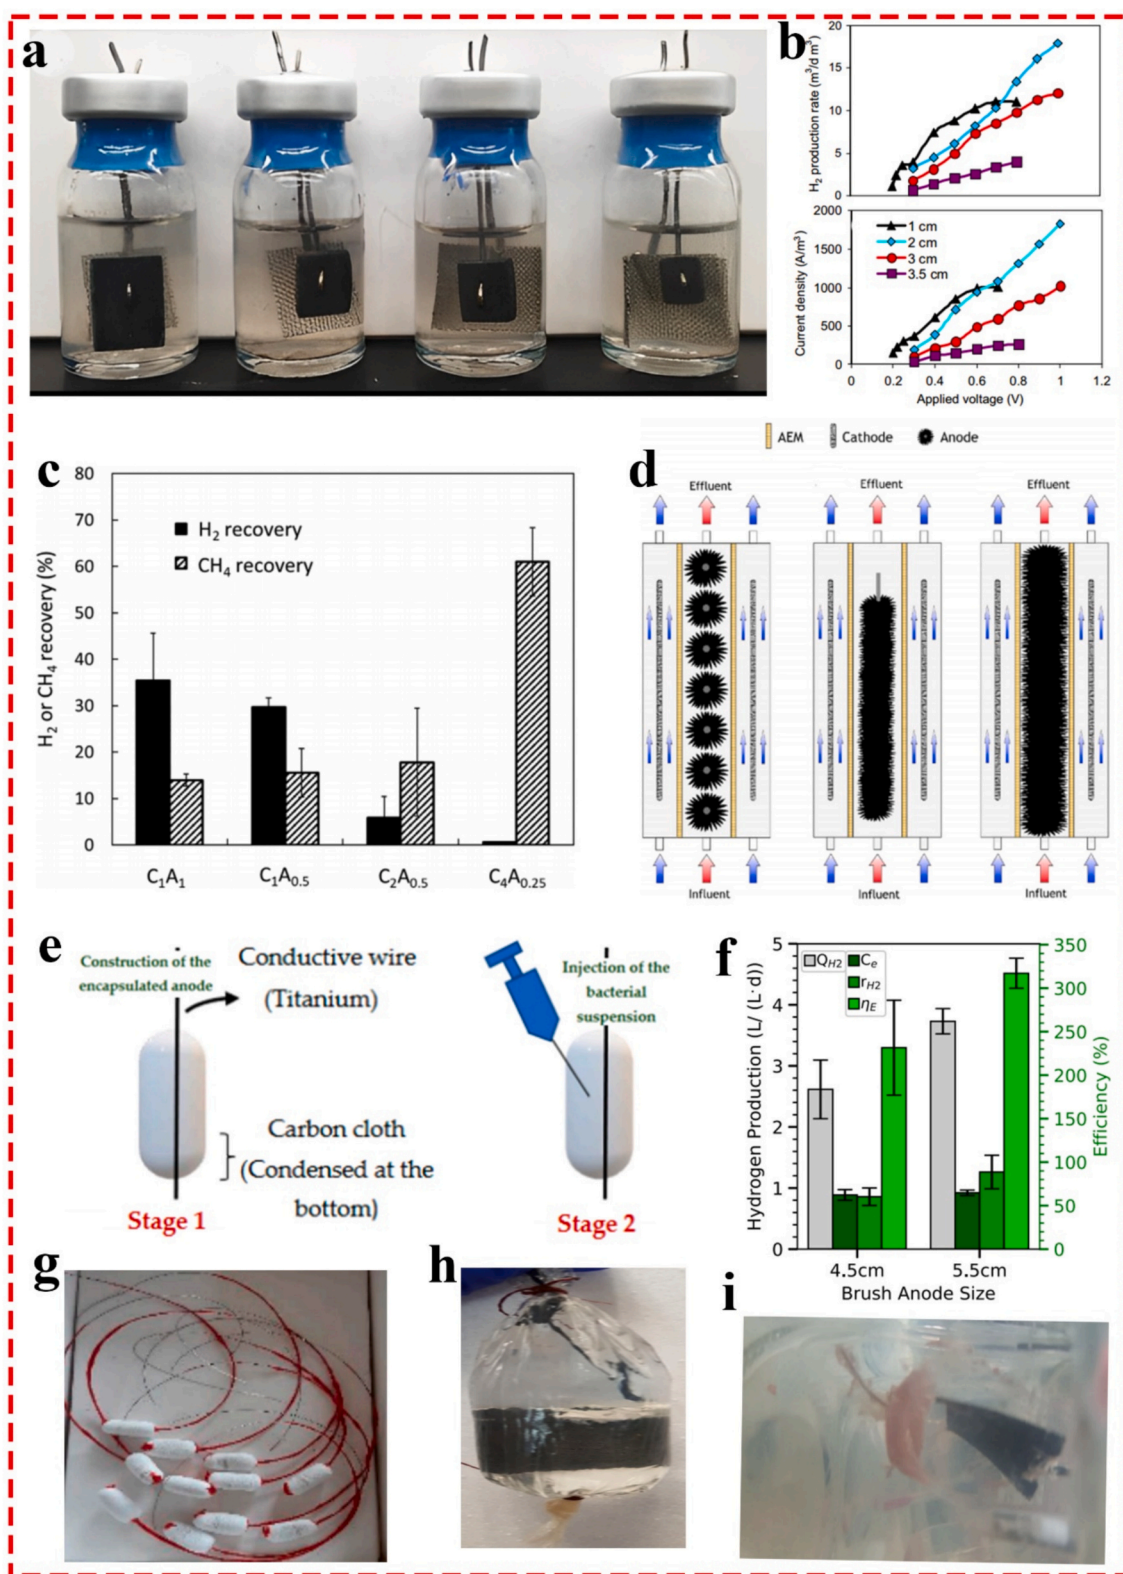 a
b
H₂ production rate (m³/d m³)
20
15
10
5
0
Current density (A/m³)
2000
1500
1000
500
0
1 cm
2 cm
3 cm
3.5 cm
0 0.2 0.4 0.6 0.8 1 1.2
Applied voltage (V)
c
H₂ or CH₄ recovery (%)
80
70
60
50
40
30
20
10
0
H₂ recovery
CH₄ recovery
C₁A₁ C₁A₀.₅ C₂A₀.₅ C₄A₀.₂₅
d
AEM Cathode Anode
Effluent Effluent Effluent
Influent Influent Influent
e
Construction of the
encapsulated anode
Conductive wire
(Titanium)
Carbon cloth
(Condensed at the
bottom)
Stage 1
Injection of the
bacterial
suspension
Stage 2
f
Hydrogen Production (L/ (L·d))
5
4
3
2
1
0
Q_H2 C_e
r_H2
η_E
350
300
250
200
150
100
50
0
Efficiency (%)
4.5cm 5.5cm
Brush Anode Size
g
h
i